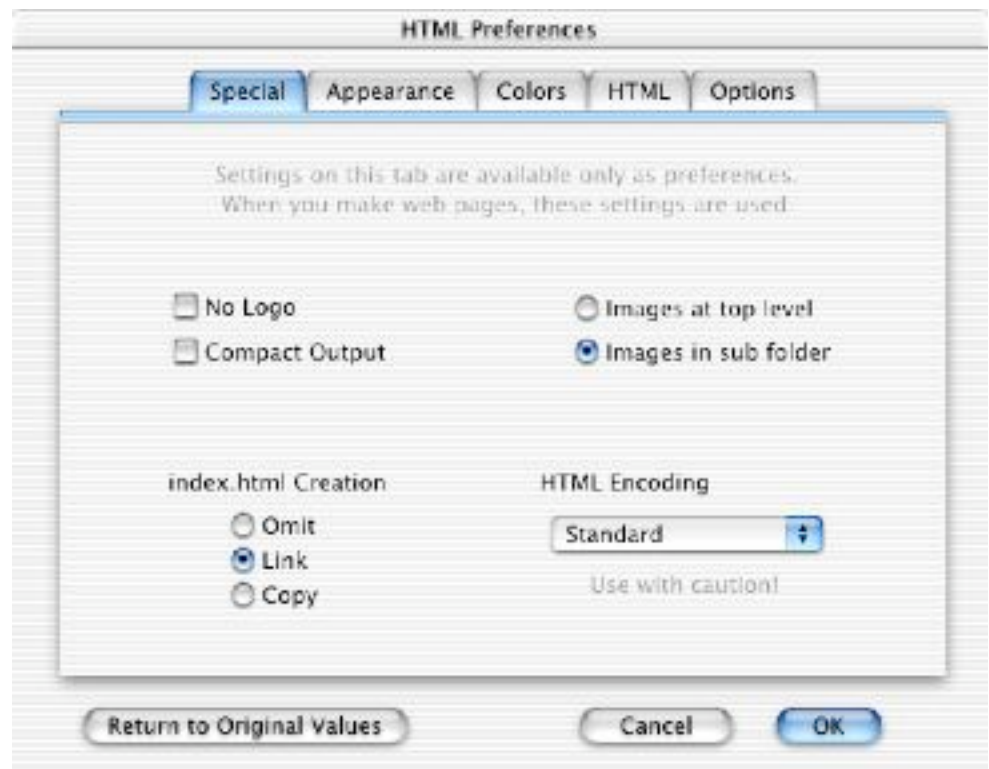 HTML Preferences
Special Appearance Colors HTML Options
Settings on this tab are available only as preferences.
When you make web pages, these settings are used
No Logo
Images at top level
Compact Output
Images in sub folder
index.html Creation
HTML Encoding
Omit
Standard
Link
Use with caution!
Copy
Return to Original Values
Cancel
OK